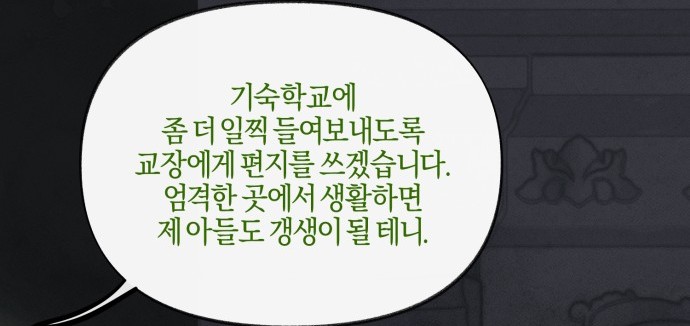 기숙학교에
좀 더 일찍 들여보내도록
교장에게 편지를 쓰겠습니다.
엄격한 곳에서 생활하면
제 아들도 갱생이 될 테니.